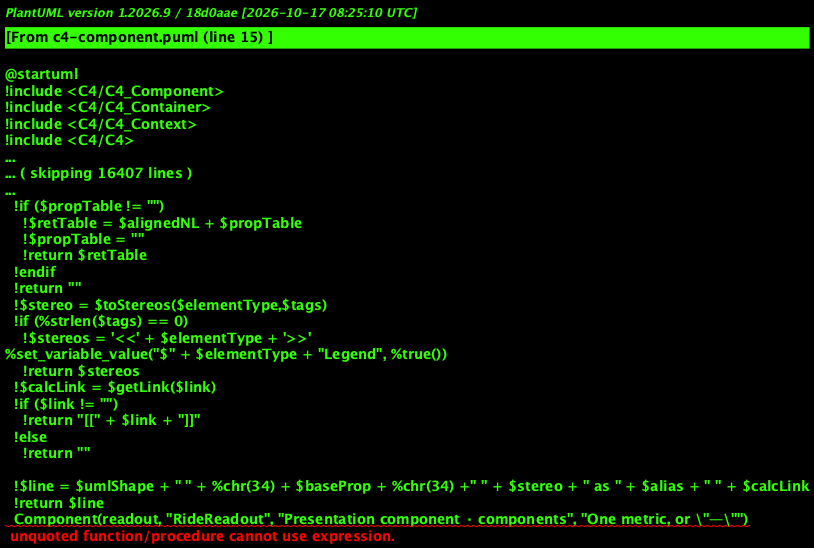 PlantUML version 1.2026.9 / 18d0aae [2026-10-17 08:25:10 UTC]
[From c4-component.puml (line 15) ]
@startuml
!include <C4/C4_Component>
!include <C4/C4_Container>
!include <C4/C4_Context>
!include <C4/C4>
...
... ( skipping 16407 lines )
...
!if ($propTable != "")
!$retTable = $alignedNL + $propTable
!$propTable = ""
!return $retTable
!endif
!return ""
!$stereo = $toStereos($elementType,$tags)
!if (%strlen($tags) == 0)
!$stereos = '<<' + $elementType + '>>'
%set_variable_value("$" + $elementType + "Legend", %true())
!return $stereos
!$calcLink = $getLink($link)
!if ($link != "")
!return "[[" + $link + "]]"
!else
!return ""
!$line = $umlShape + " " + %chr(34) + $baseProp + %chr(34) +" " + $stereo + " as " + $alias + " " + $calcLink
!return $line
Component(readout, "RideReadout", "Presentation component · components", "One metric, or \"—\"")
unquoted function/procedure cannot use expression.